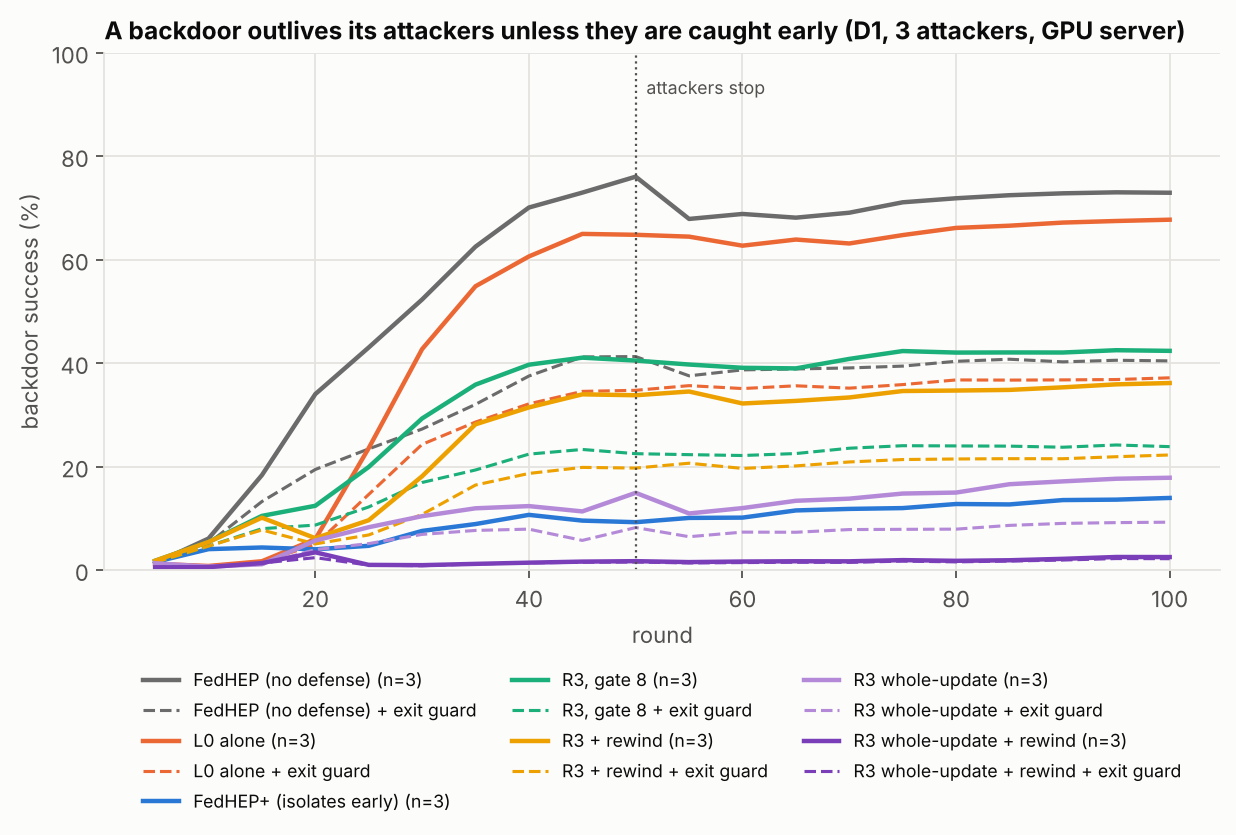 A backdoor outlives its attackers unless they are caught early (D1, 3 attackers, GPU server)
100
80
60
40
20
0
backdoor success (%)
attackers stop
20
40
60
80
100
round
FedHEP (no defense) (n=3)
FedHEP (no defense) + exit guard
L0 alone (n=3)
L0 alone + exit guard
FedHEP+ (isolates early) (n=3)
R3, gate 8 (n=3)
R3, gate 8 + exit guard
R3 + rewind (n=3)
R3 + rewind + exit guard
R3 whole-update (n=3)
R3 whole-update + exit guard
R3 whole-update + rewind (n=3)
R3 whole-update + rewind + exit guard